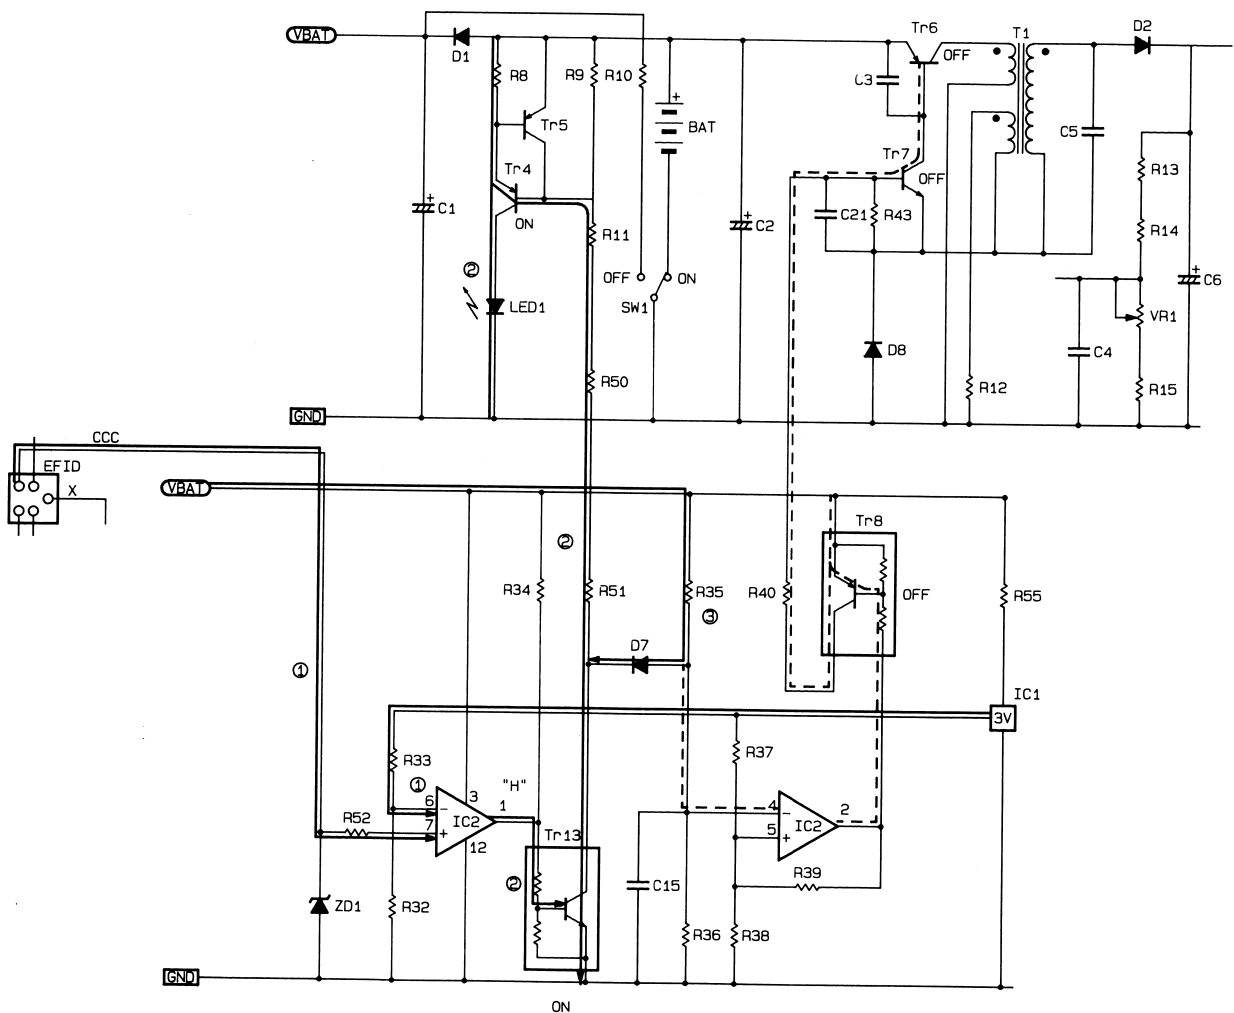 VBAT
D1
R8
R9
R10
+
BAT
Tr6
OFF
T1
D2
C3
Tr5
Tr4
ON
+
C1
R11
+
C2
Tr7
OFF
C21
R43
C5
R13
R14
②
LED1
OFF
ON
SW1
+
C6
VR1
D8
C4
R50
R12
R15
GND
CCC
EFID
X
VBAT
Tr8
②
R34
R51
R35
③
R40
OFF
R55
D7
①
IC1
3V
R33
①
"H"
R37
6
−
3
1
IC2
7
+
12
R52
Tr13
4
−
2
IC2
5
+
R39
②
C15
ZD1
R32
R36
R38
GND
ON